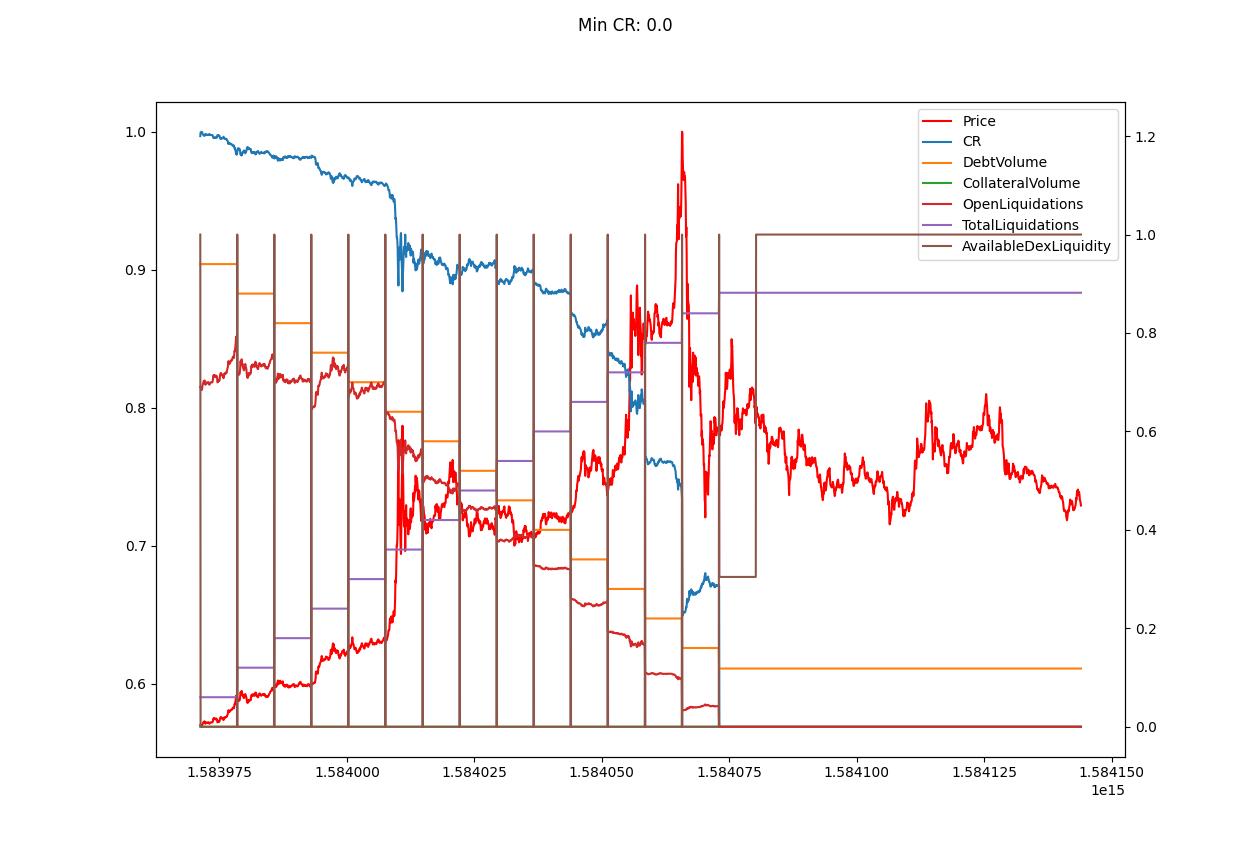 Min CR: 0.0
1.0
0.9
0.8
0.7
0.6
1.2
1.0
0.8
0.6
0.4
0.2
0.0
Price
CR
DebtVolume
CollateralVolume
OpenLiquidations
TotalLiquidations
AvailableDexLiquidity
1.583975 1.584000 1.584025 1.584050 1.584075 1.584100 1.584125 1.584150
1e15